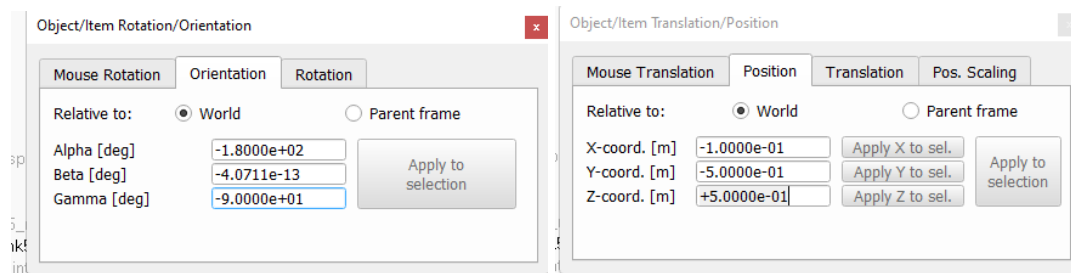 Object/Item Rotation/Orientation
x
Mouse Rotation Orientation Rotation
Relative to: World Parent frame
Alpha [deg] -1.8000e+02
Beta [deg] -4.0711e-13
Gamma [deg] -9.0000e+01
Apply to
selection
Object/Item Translation/Position
Mouse Translation Position Translation Pos. Scaling
Relative to: World Parent frame
X-coord. [m] -1.0000e-01 Apply X to sel.
Y-coord. [m] -5.0000e-01 Apply Y to sel.
Z-coord. [m] +5.0000e-01 Apply Z to sel.
Apply to
selection